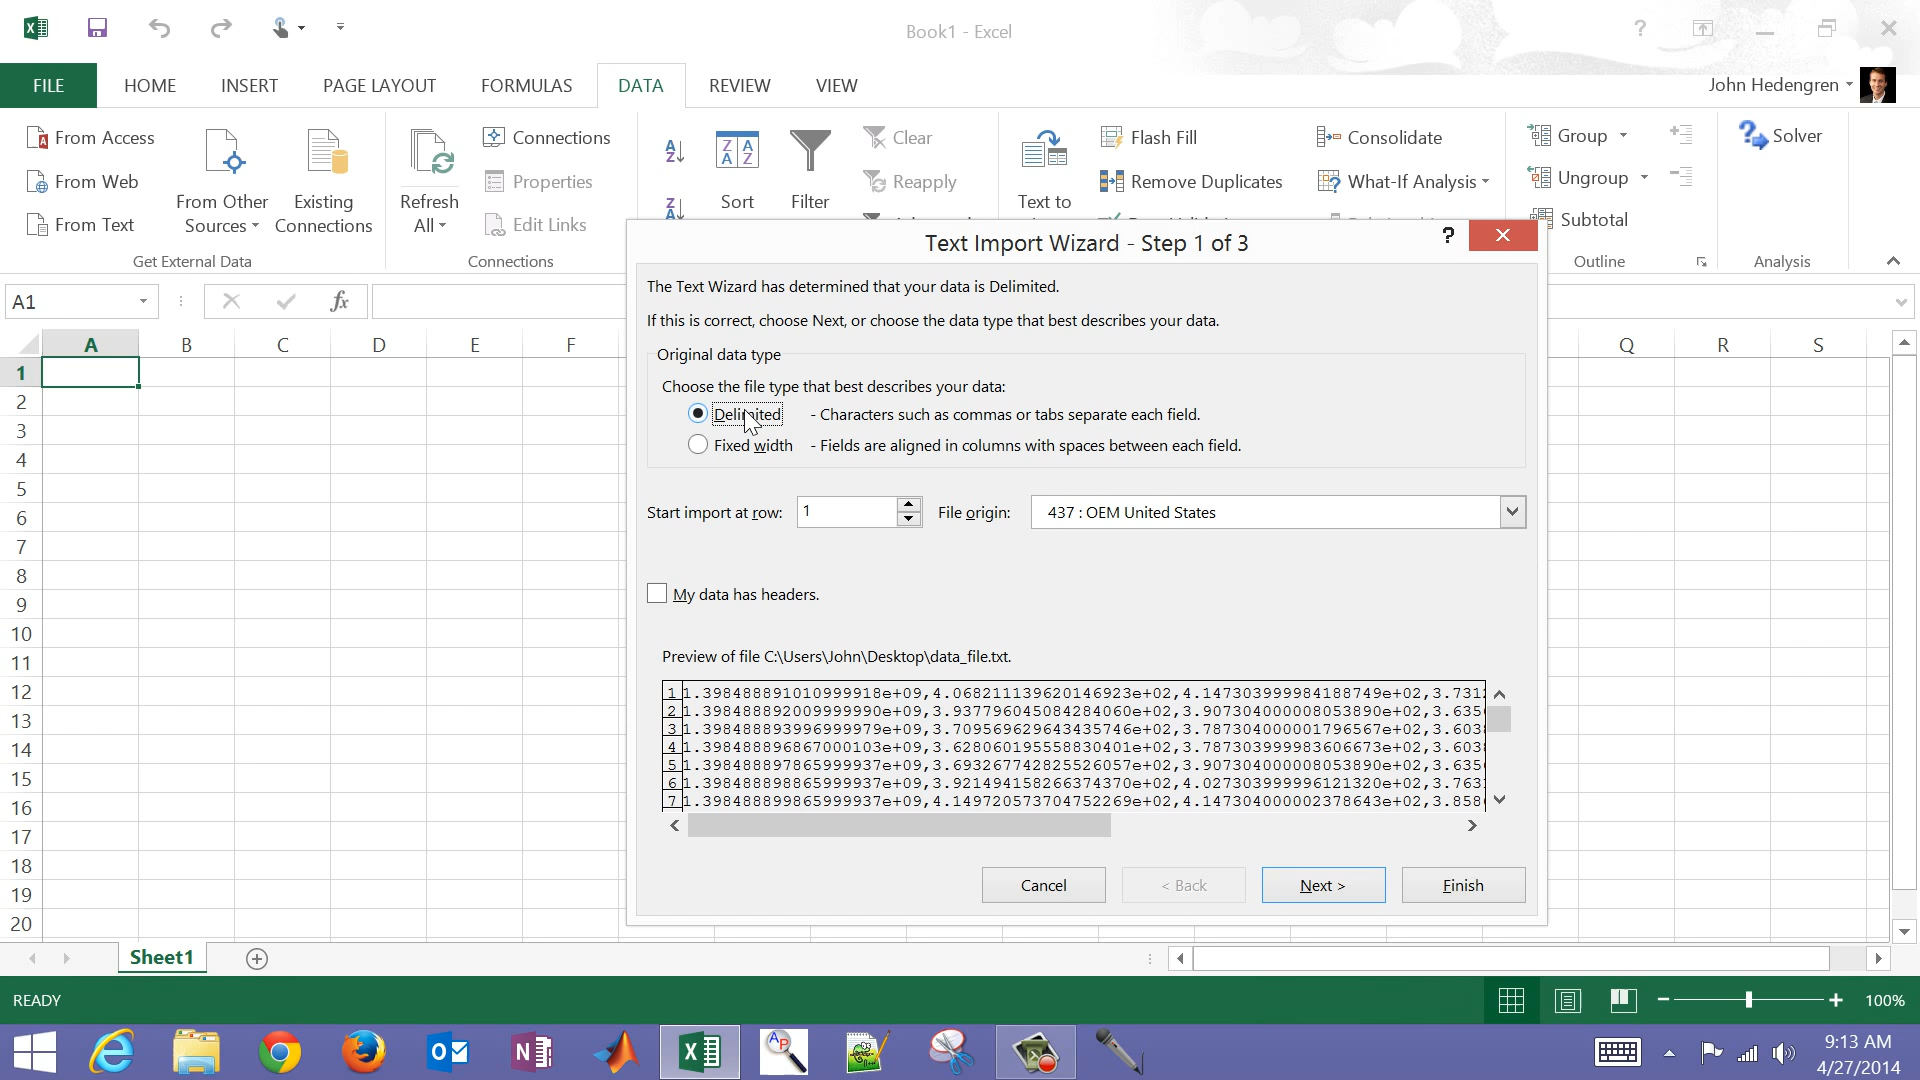 Book1 - Excel
?
FILE
HOME
INSERT
PAGE LAYOUT
FORMULAS
DATA
REVIEW
VIEW
John Hedengren
From Access
From Web
From Text
From Other
Sources
Existing
Connections
Get External Data
Refresh
All
Connections
Properties
Edit Links
Connections
Sort
Filter
Clear
Reapply
Text to
Flash Fill
Remove Duplicates
Consolidate
What-If Analysis
Group
Ungroup
Subtotal
Outline
Solver
Analysis
A1
fx
A B C D E F Q R S
1
2
3
4
5
6
7
8
9
10
11
12
13
14
15
16
17
18
19
20
Text Import Wizard - Step 1 of 3
?
The Text Wizard has determined that your data is Delimited.
If this is correct, choose Next, or choose the data type that best describes your data.
Original data type
Choose the file type that best describes your data:
Delimited - Characters such as commas or tabs separate each field.
Fixed width - Fields are aligned in columns with spaces between each field.
Start import at row: 1 File origin: 437 : OEM United States
My data has headers.
Preview of file C:\Users\John\Desktop\data_file.txt.
1 1.398488891010999918e+09,4.068211139620146923e+02,4.147303999984188749e+02,3.731
2 1.398488892009999990e+09,3.937796045084284060e+02,3.907304000008053890e+02,3.635
3 1.398488893996999979e+09,3.709569629643435746e+02,3.787304000001796567e+02,3.603
4 1.398488896867000103e+09,3.628060195558830401e+02,3.787303999983606673e+02,3.603
5 1.398488897865999937e+09,3.693267742825526057e+02,3.907304000008053890e+02,3.635
6 1.398488898865999937e+09,3.921494158266374370e+02,4.027303999996121320e+02,3.763
7 1.398488899865999937e+09,4.149720573704752269e+02,4.147304000002378643e+02,3.858
Cancel
< Back
Next >
Finish
Sheet1
READY
100%
9:13 AM
4/27/2014